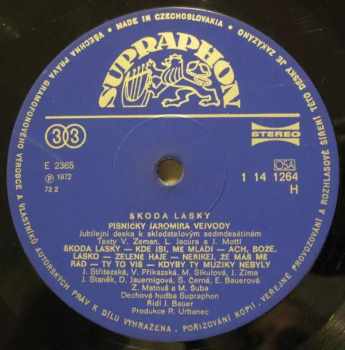 VŠECHNA PRÁVA GRAMOFONOVÉHO VÝROBCE A VLASTNÍKŮ AUTORSKÝCH PRÁV K DÍLU VYHRAZENA . POŘIZOVÁNÍ KOPIÍ , VEŘEJNÉ PROVOZOVÁNÍ A ROZHLASOVÉ ŠÍŘENÍ TÉTO DESKY JE ZAKÁZÁNO • MADE IN CZECHOSLOVAKIA •
SUPRAPHON
33
STEREO
E 2365
℗ 1972
72 2
OSA
1 14 1264
H
ŠKODA LÁSKY
PÍSNIČKY JAROMÍRA VEJVODY
Jubilejní deska k skladatelovým sedmdesátinám
Texty V. Zeman, L. Jacura a J. Mottl
ŠKODA LÁSKY — KDE JSI, MÉ MLÁDÍ — ACH, BOŽE,
LÁSKO — ZELENÉ HÁJE — NEŘÍKEJ, ŽE MÁŠ MĚ
RÁD — TY TO VÍŠ — KDYBY TY MUZIKY NEBYLY
J. Střítezská, V. Příkazská, M. Sikutová, J. Zíma
J. Staněk, D. Jauernigová, S. Černá, E. Bauerová
Z. Matouš a M. Šuba
Dechová hudba Supraphon
Řídí J. Bauer
Produkce R. Urbanec